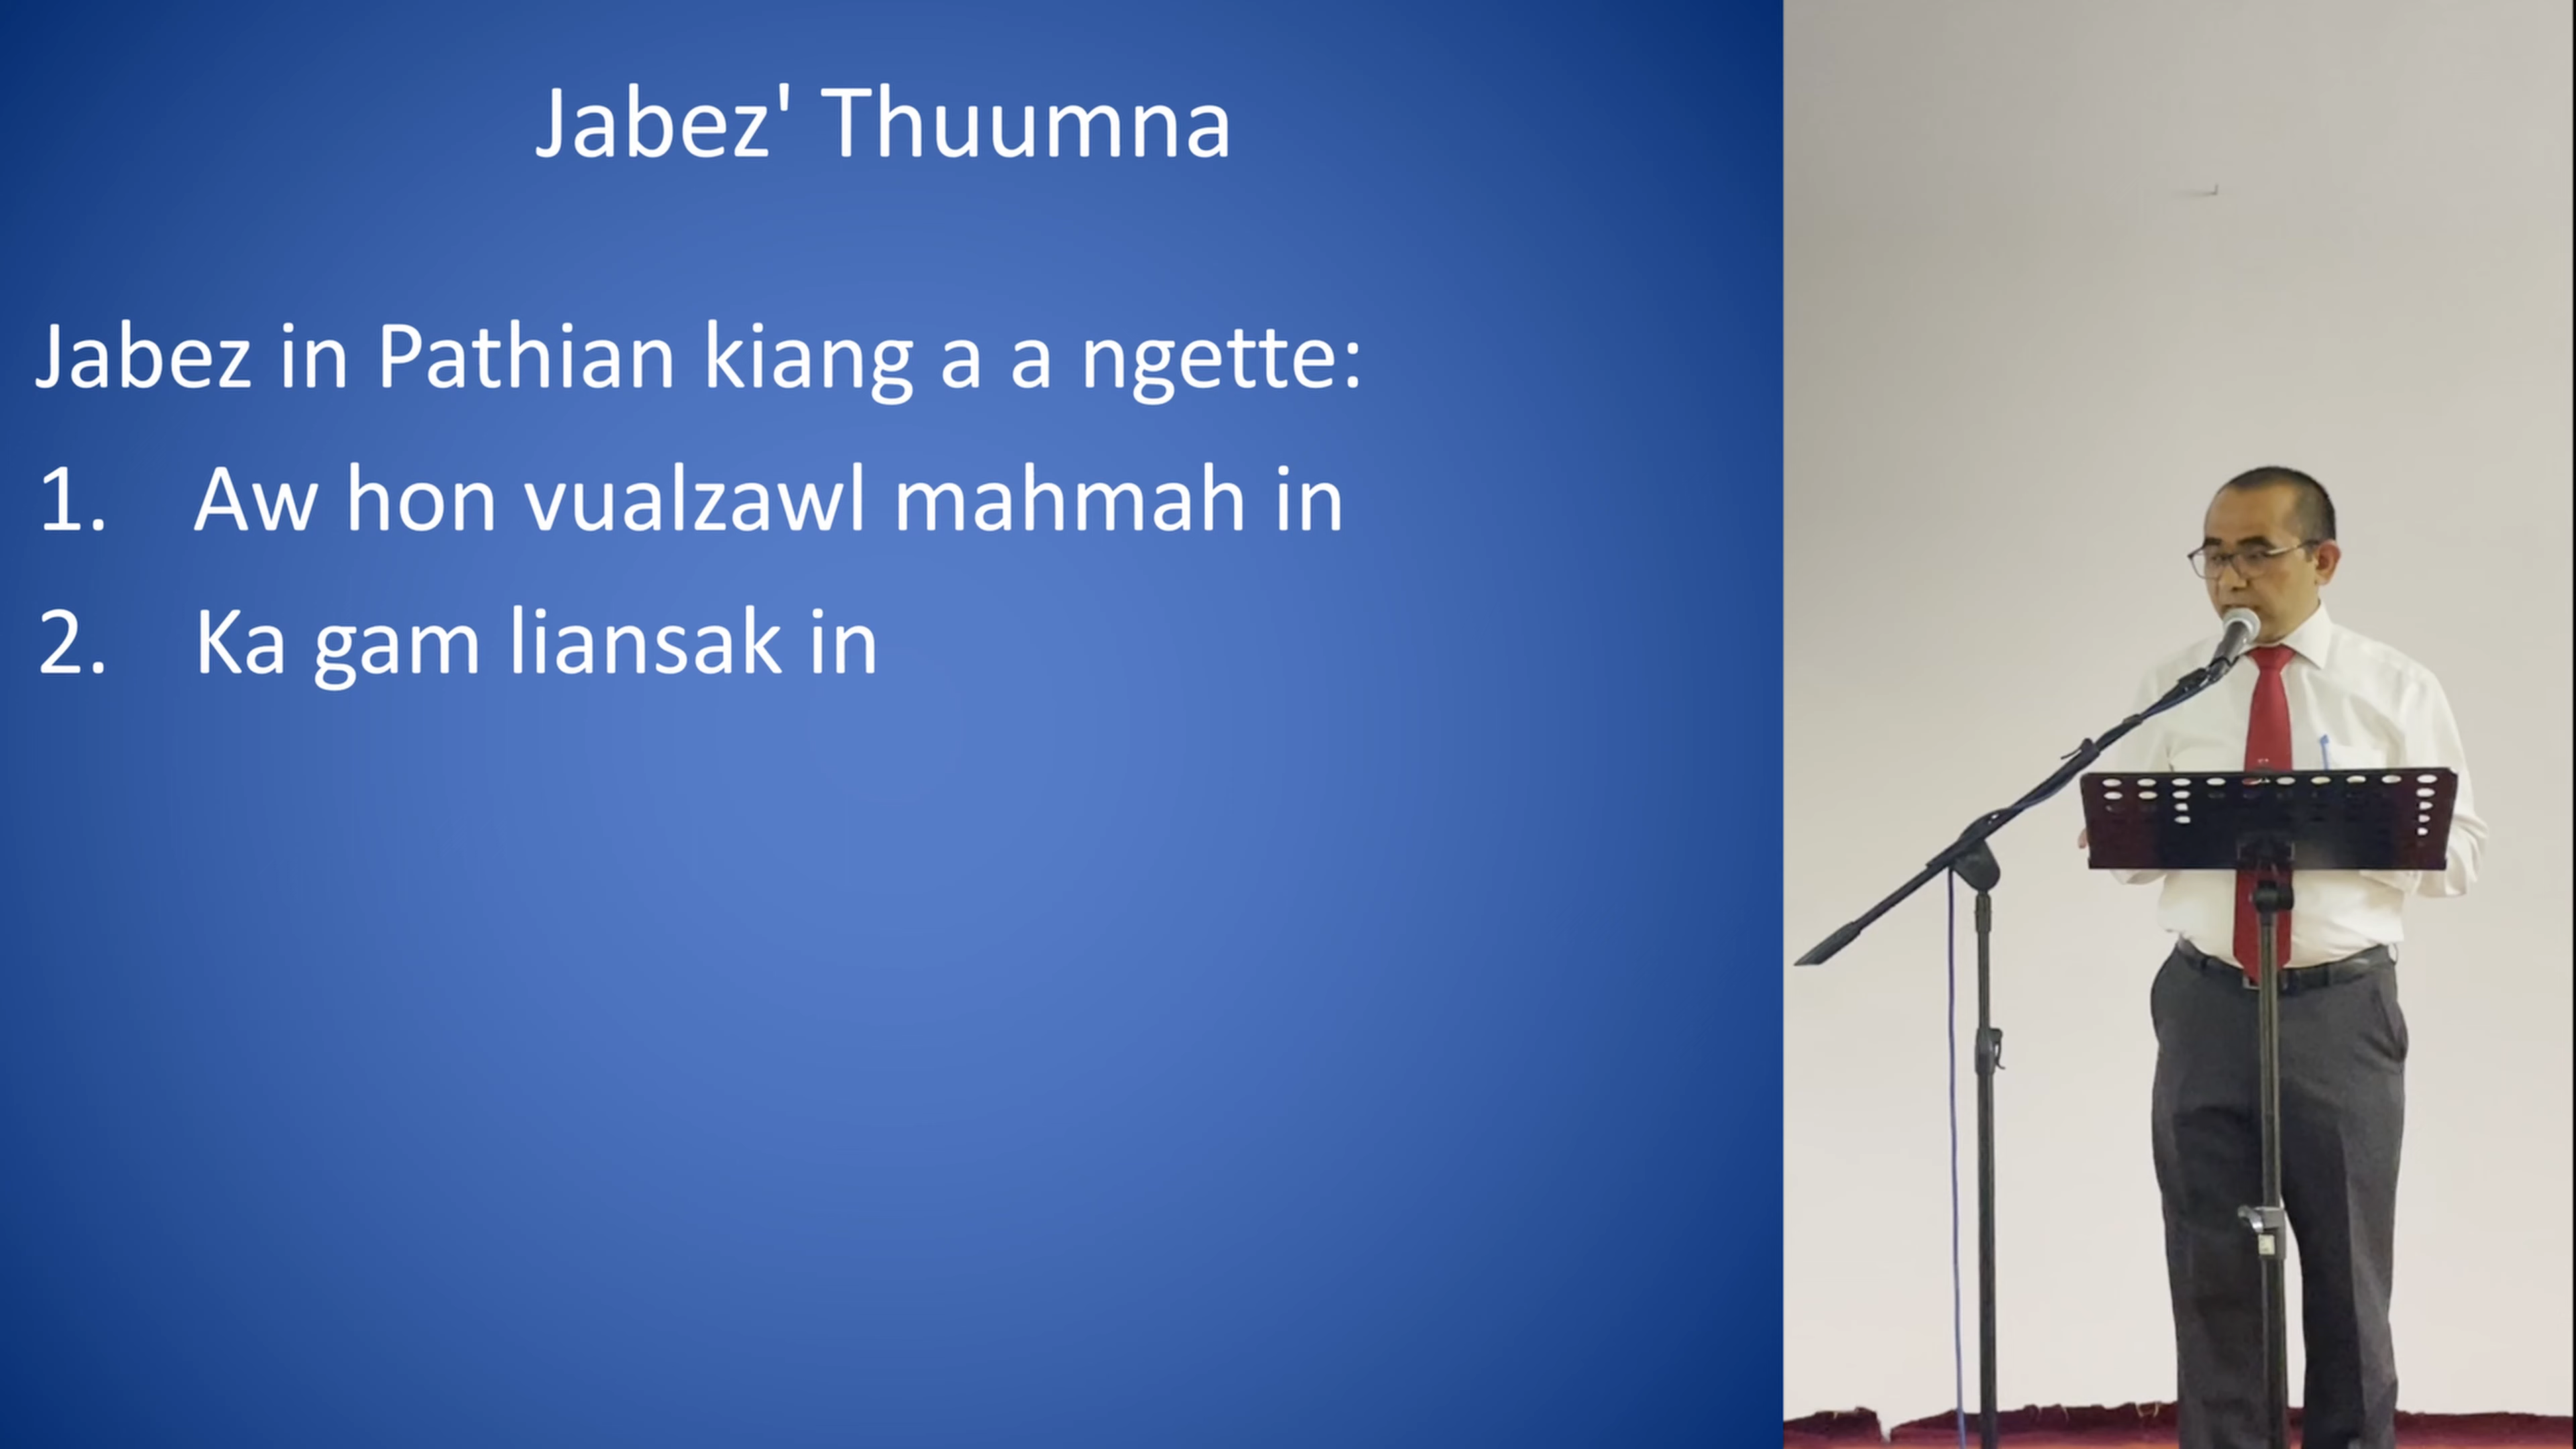 Jabez' Thuumna
Jabez in Pathian kiang a a ngette:
1. Aw hon vualzawl mahmah in
2. Ka gam liansak in